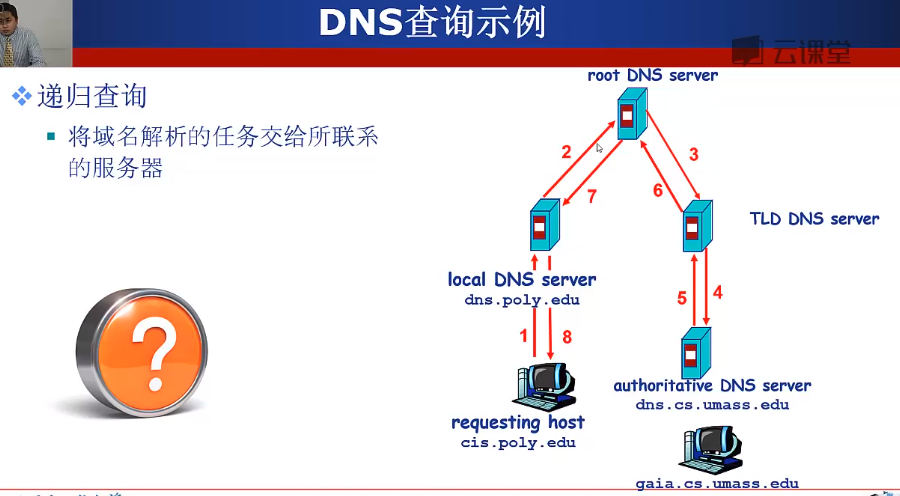 DNS查询示例
云课堂
root DNS server
递归查询
将域名解析的任务交给所联系
的服务器
2
3
7
6
TLD DNS server
local DNS server
dns.poly.edu
5
4
1
8
authoritative DNS server
dns.cs.umass.edu
requesting host
cis.poly.edu
gaia.cs.umass.edu
?